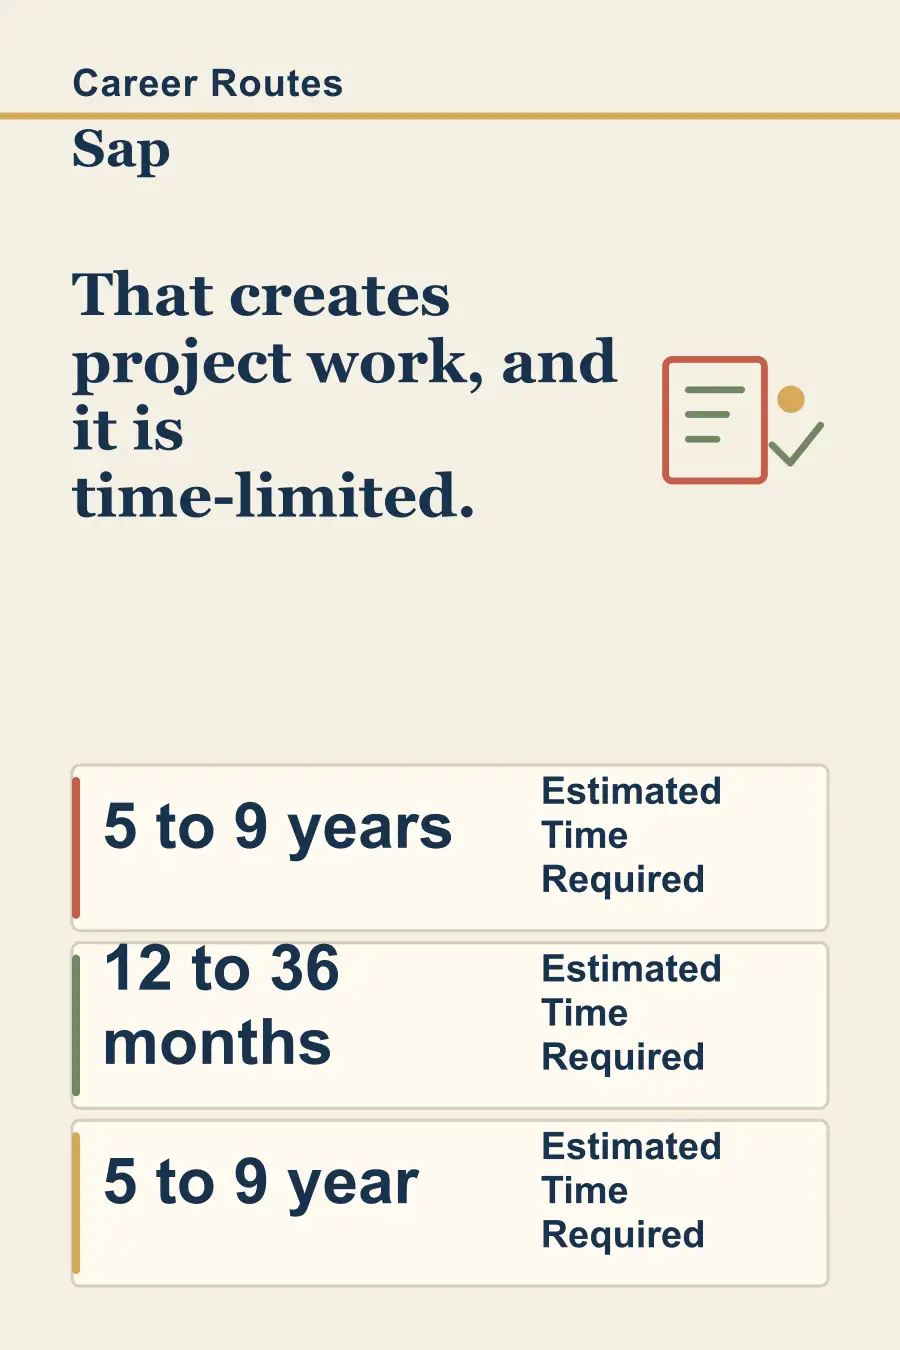 Career Routes
Sap
That creates
project work, and
it is
time-limited.
5 to 9 years
Estimated
Time
Required
12 to 36
months
Estimated
Time
Required
5 to 9 year
Estimated
Time
Required